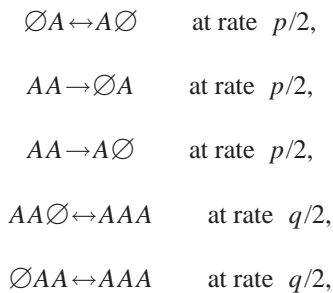 ∅A↔A∅ at rate p/2,
AA→∅A at rate p/2,
AA→A∅ at rate p/2,
AA∅↔AAA at rate q/2,
∅AA↔AAA at rate q/2,